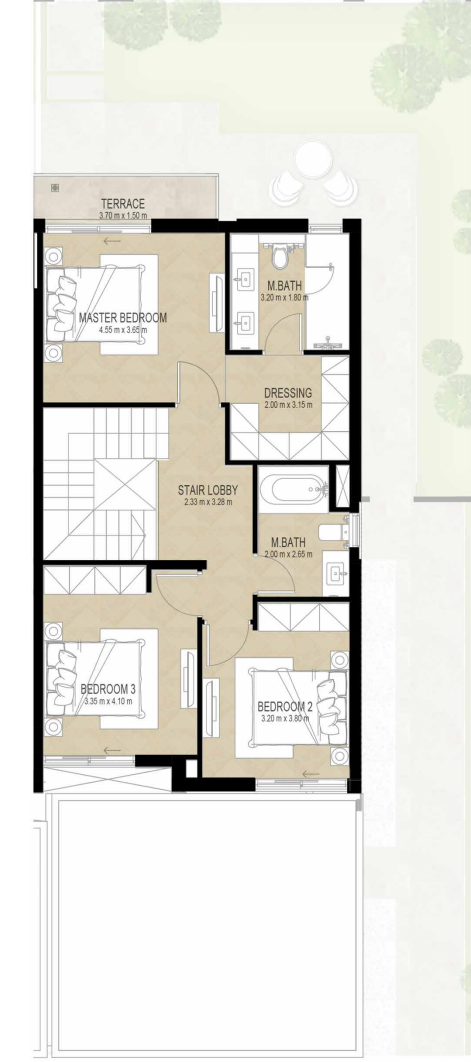 TERRACE
3.70 m x 1.50 m
M.BATH
3.20 m x 1.80 m
MASTER BEDROOM
4.55 m x 3.65 m
DRESSING
2.00 m x 3.15 m
STAIR LOBBY
2.33 m x 3.28 m
M.BATH
2.00 m x 2.65 m
BEDROOM 3
3.35 m x 4.10 m
BEDROOM 2
3.20 m x 3.80 m